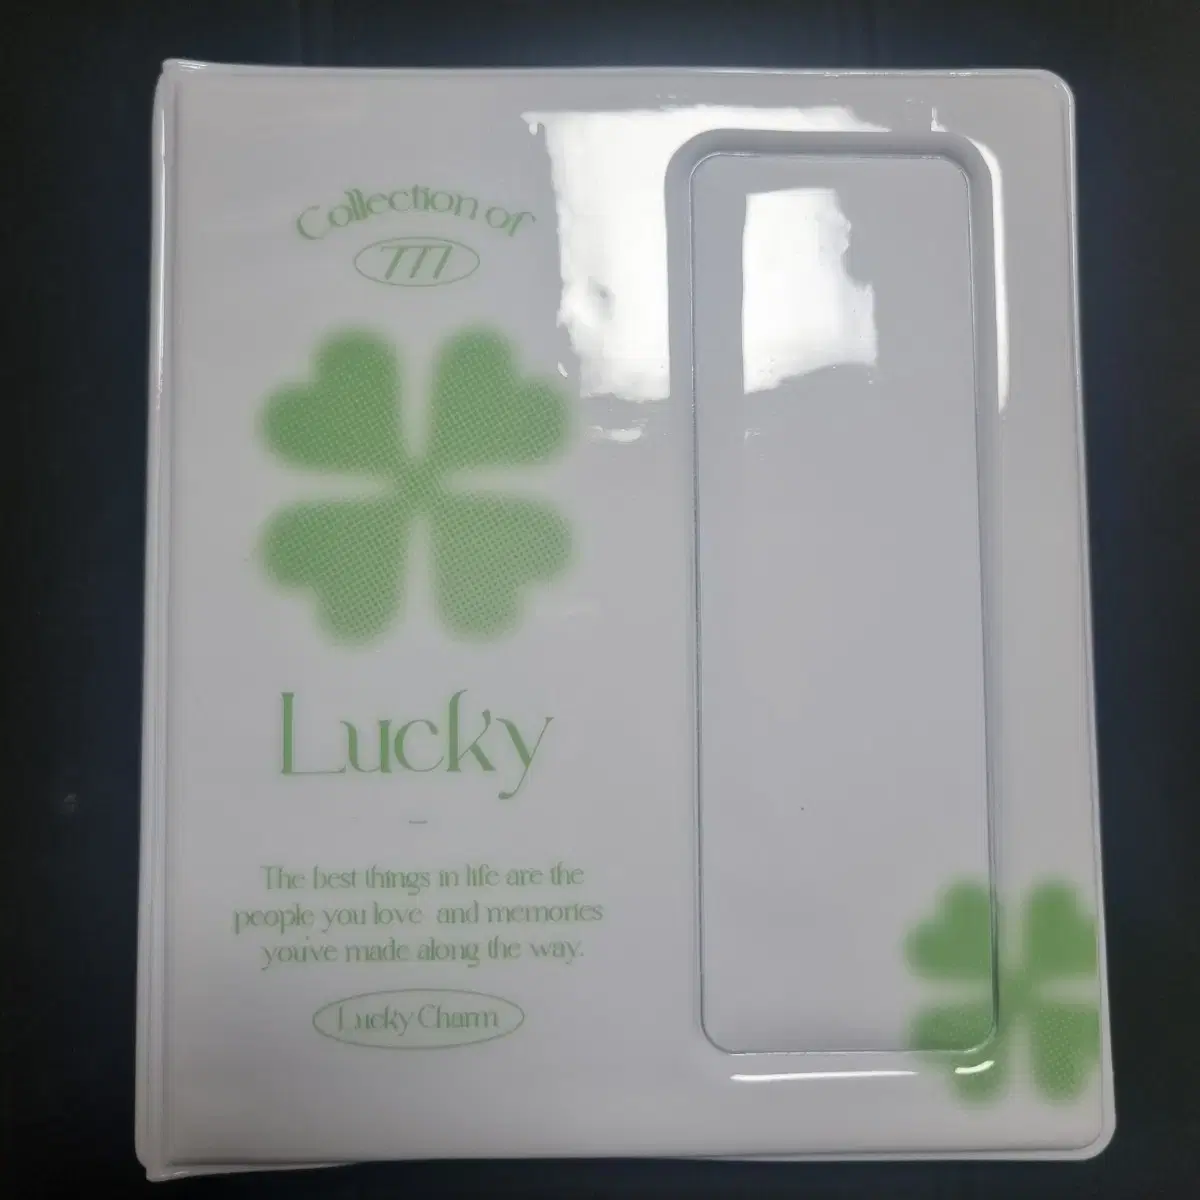 Collection of
777
Lucky
The best things in life are the
people you love and memories
you've made along the way.
Lucky Charm